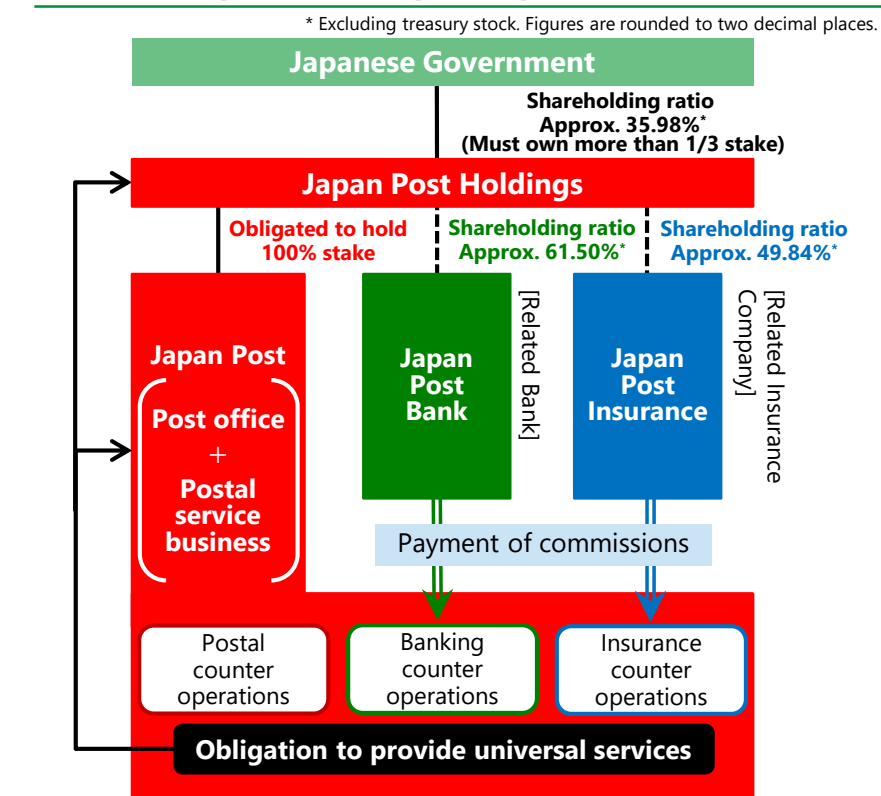 * Excluding treasury stock. Figures are rounded to two decimal places.
Japanese Government
Shareholding ratio
Approx. 35.98%*
(Must own more than 1/3 stake)
Japan Post Holdings
Obligated to hold
100% stake
Shareholding ratio
Approx. 61.50%*
Shareholding ratio
Approx. 49.84%*
Japan Post
Post office
+
Postal
service
business
Japan
Post
Bank
[Related Bank]
Japan
Post
Insurance
[Related Insurance
Company]
Payment of commissions
Postal
counter
operations
Banking
counter
operations
Insurance
counter
operations
Obligation to provide universal services